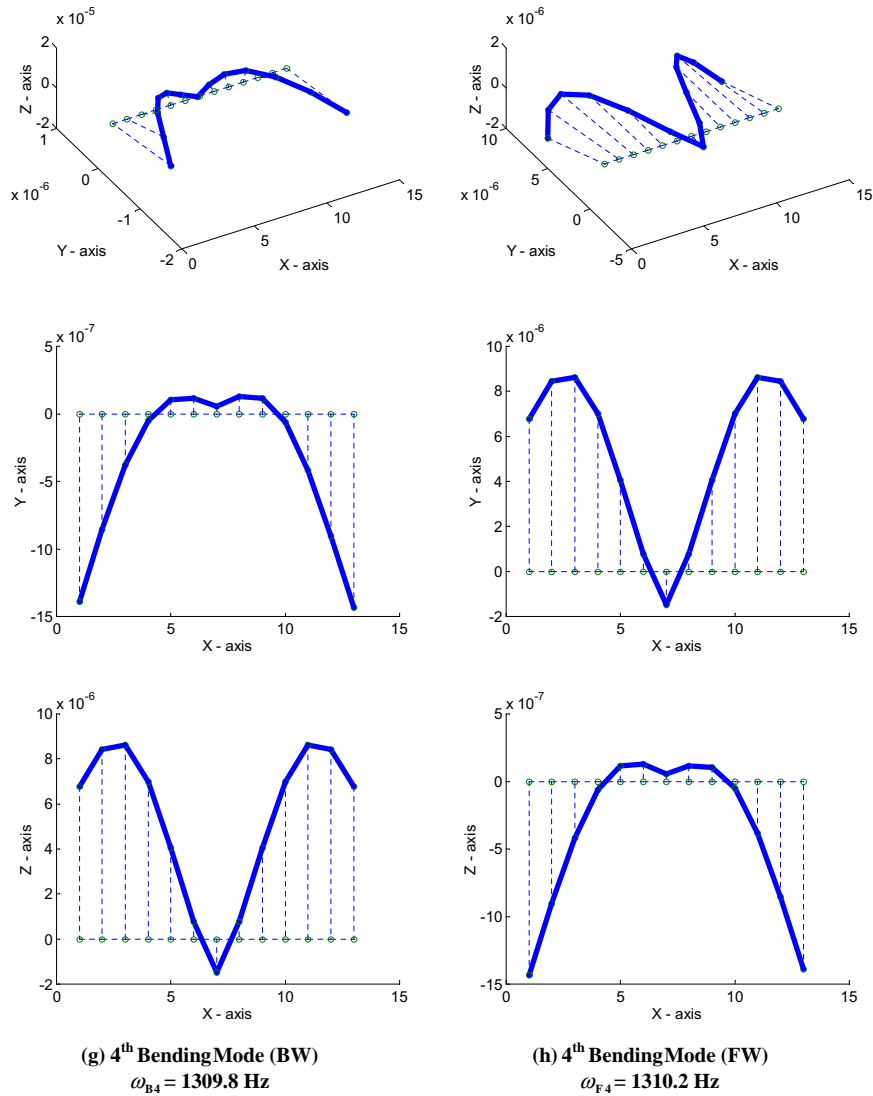 x 10^-5
2
0
-2
Z - axis
1
0
-1
-2
x 10^-6
Y - axis
0
5
10
15
X - axis
x 10^-6
2
0
-2
Z - axis
10
5
0
-5
x 10^-6
Y - axis
0
5
10
15
X - axis
x 10^-7
5
0
-5
-10
-15
Y - axis
0
5
10
15
X - axis
x 10^-6
10
8
6
4
2
0
-2
Y - axis
0
5
10
15
X - axis
x 10^-6
10
8
6
4
2
0
-2
Z - axis
0
5
10
15
X - axis
x 10^-7
5
0
-5
-10
-15
Z - axis
0
5
10
15
X - axis
(g) 4th Bending Mode (BW)
ωB4 = 1309.8 Hz
(h) 4th Bending Mode (FW)
ωF4 = 1310.2 Hz